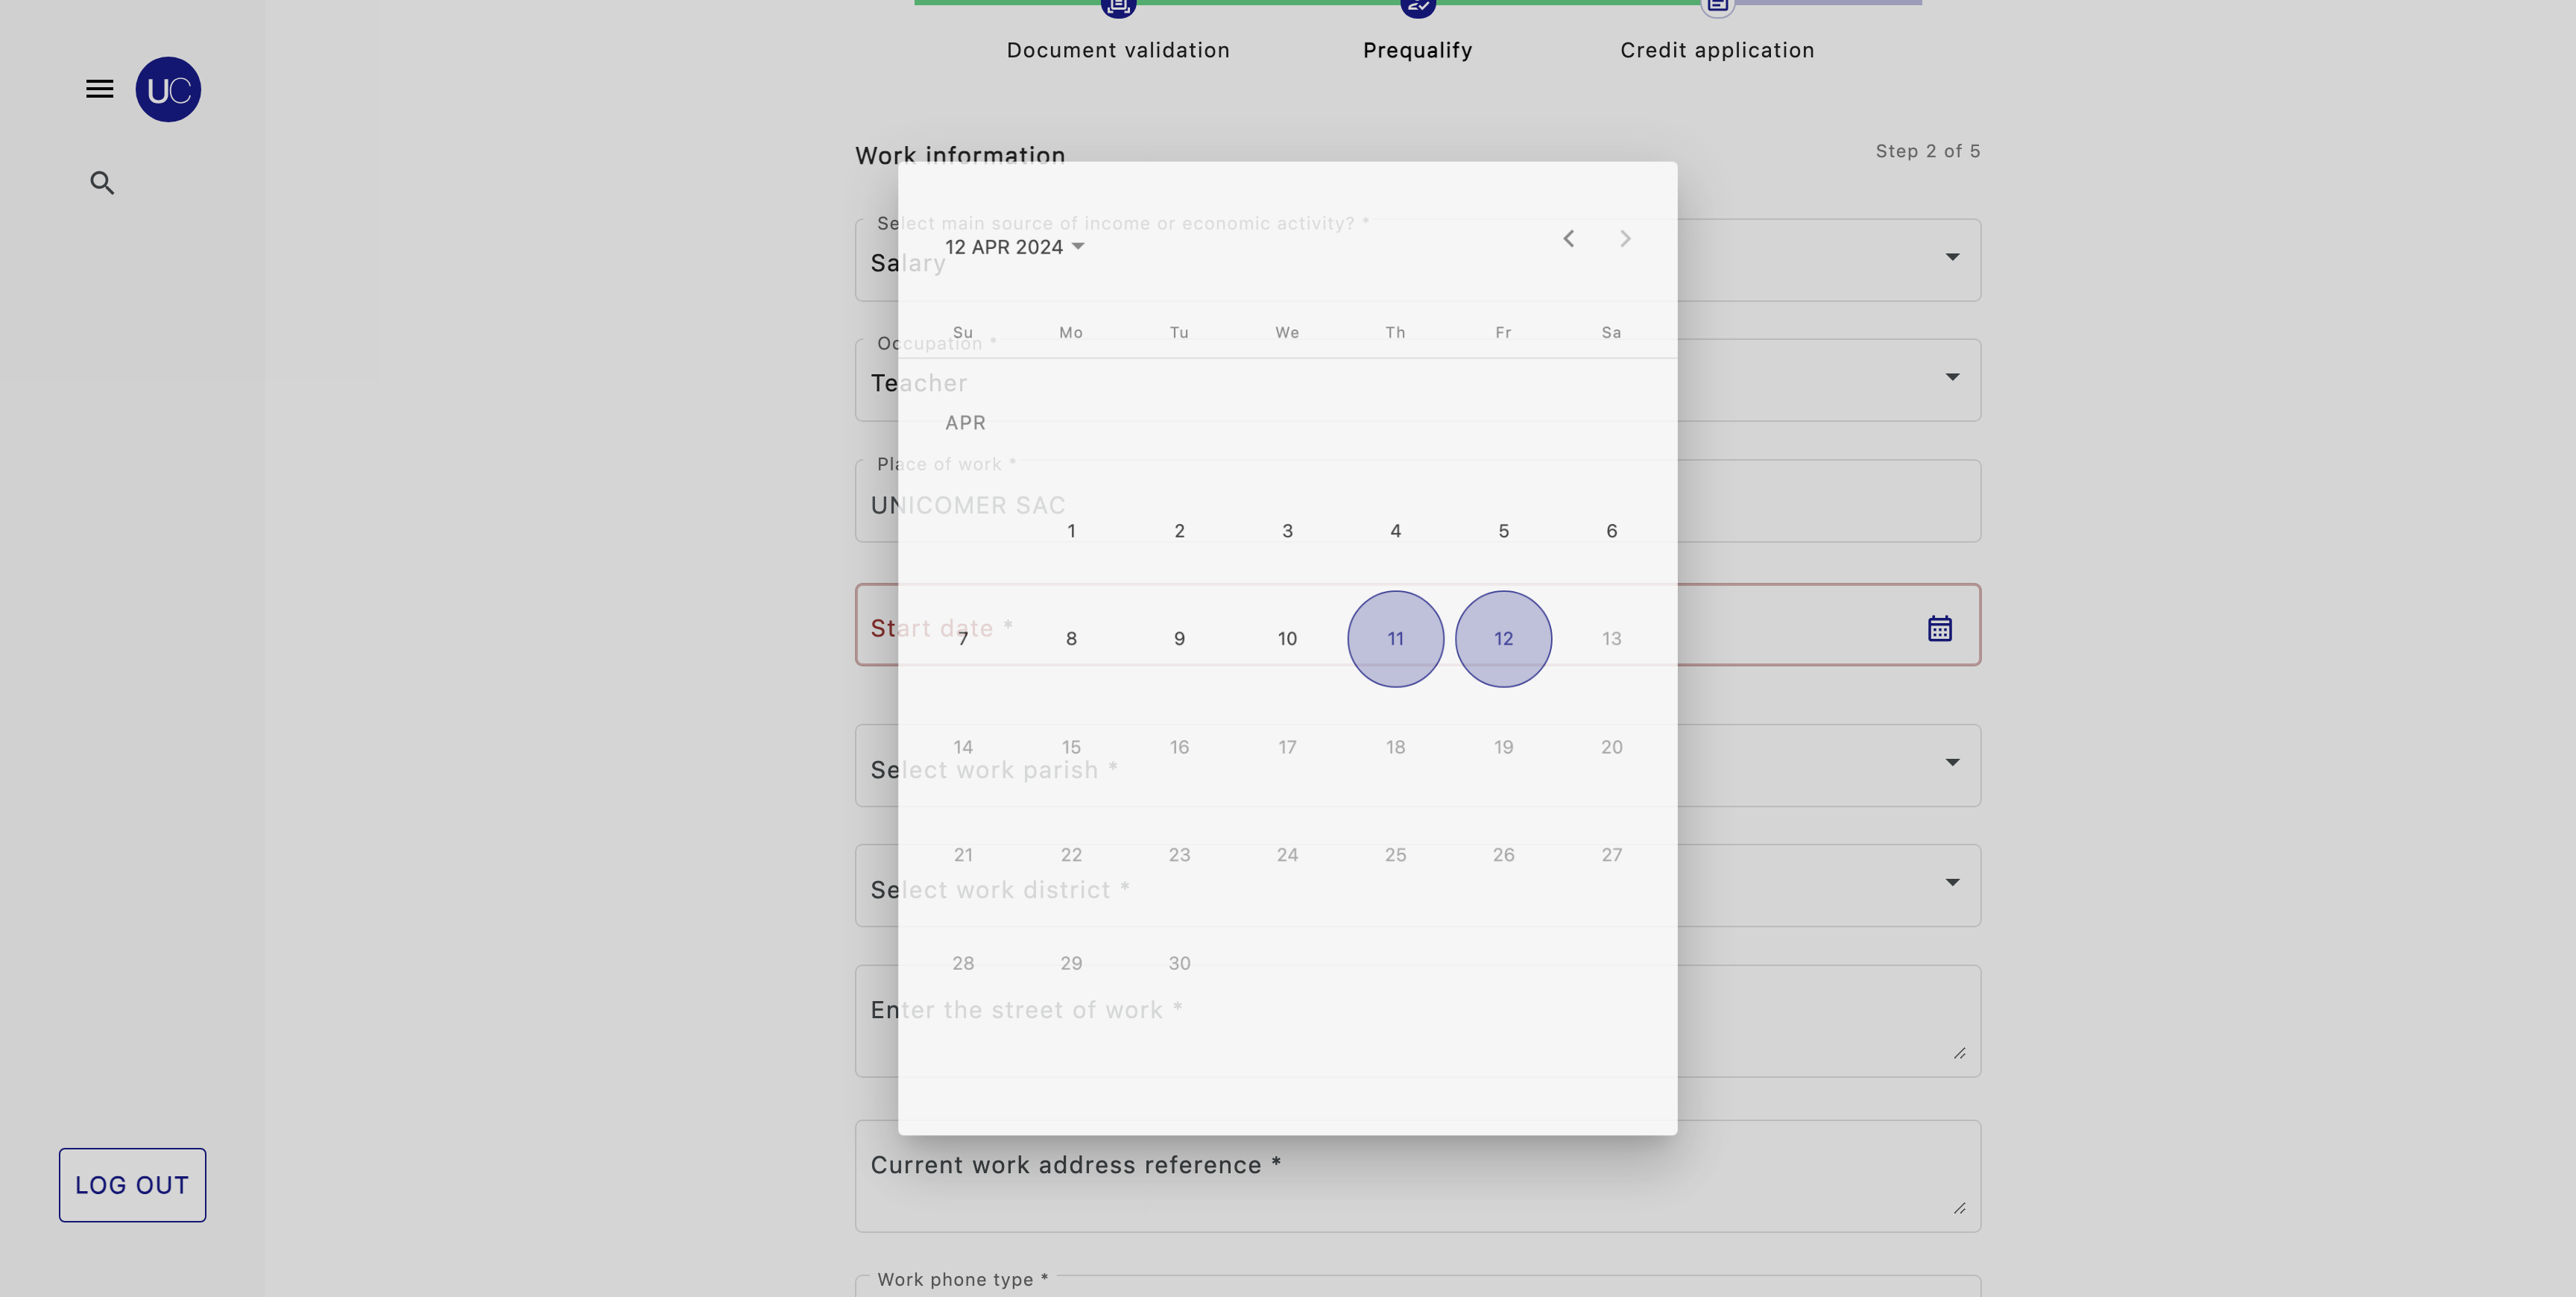 Document validation
Prequalify
Credit application
UC
Work information
Step 2 of 5
Select main source of income or economic activity? *
12 APR 2024
Salary
Su Mo Tu We Th Fr Sa
Occupation *
Teacher
APR
Place of work *
UNICOMER SAC
1 2 3 4 5 6
Start date *
7 8 9 10 11 12 13
14 15 16 17 18 19 20
Select work parish *
21 22 23 24 25 26 27
Select work district *
28 29 30
Enter the street of work *
Current work address reference *
LOG OUT
Work phone type *